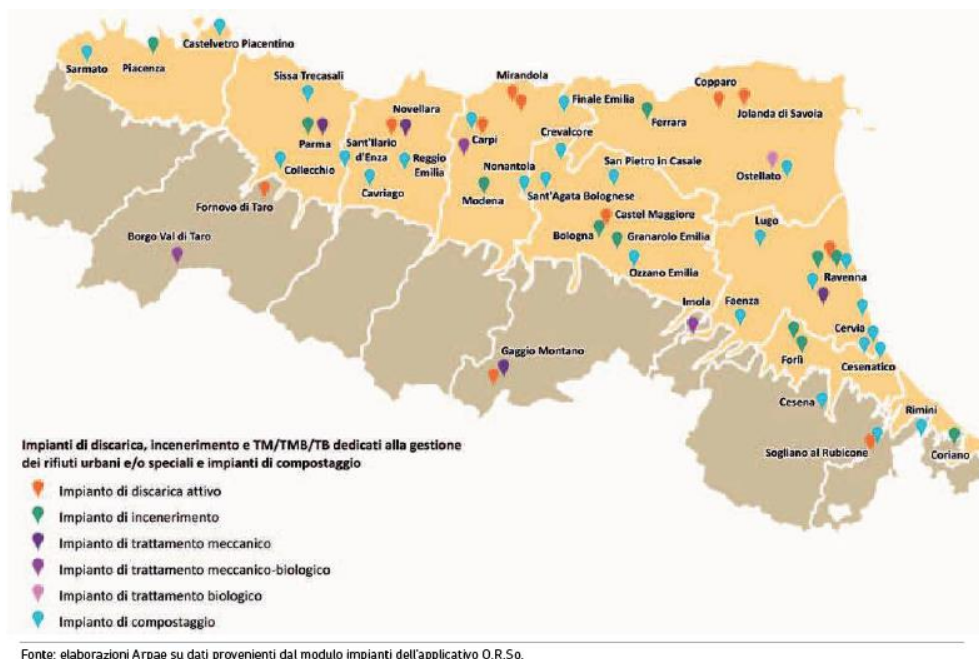 Castelvetro Piacentino
Sarmato
Piacenza
Sissa Trecasali
Mirandola
Copparo
Novellara
Finale Emilia
Jolanda di Savoia
Ferrara
Parma
Sant'Ilario
d'Enza
Carpi
Crevalcore
Collecchio
Reggio
Emilia
Nonantola
San Pietro in Casale
Ostellato
Cavriago
Modena
Sant'Agata Bolognese
Fornovo di Taro
Castel Maggiore
Lugo
Borgo Val di Taro
Bologna
Granarolo Emilia
Ozzano Emilia
Ravenna
Imola
Faenza
Cervia
Gaggio Montano
Forlì
Cesenatico
Cesena
Rimini
Sogliano al Rubicone
Coriano
Impianti di discarica, incenerimento e TM/TMB/TB dedicati alla gestione
dei rifiuti urbani e/o speciali e impianti di compostaggio
Impianto di discarica attivo
Impianto di incenerimento
Impianto di trattamento meccanico
Impianto di trattamento meccanico-biologico
Impianto di trattamento biologico
Impianto di compostaggio
Fonte: elaborazioni Arpae su dati provenienti dal modulo impianti dell'applicativo O.R.So.